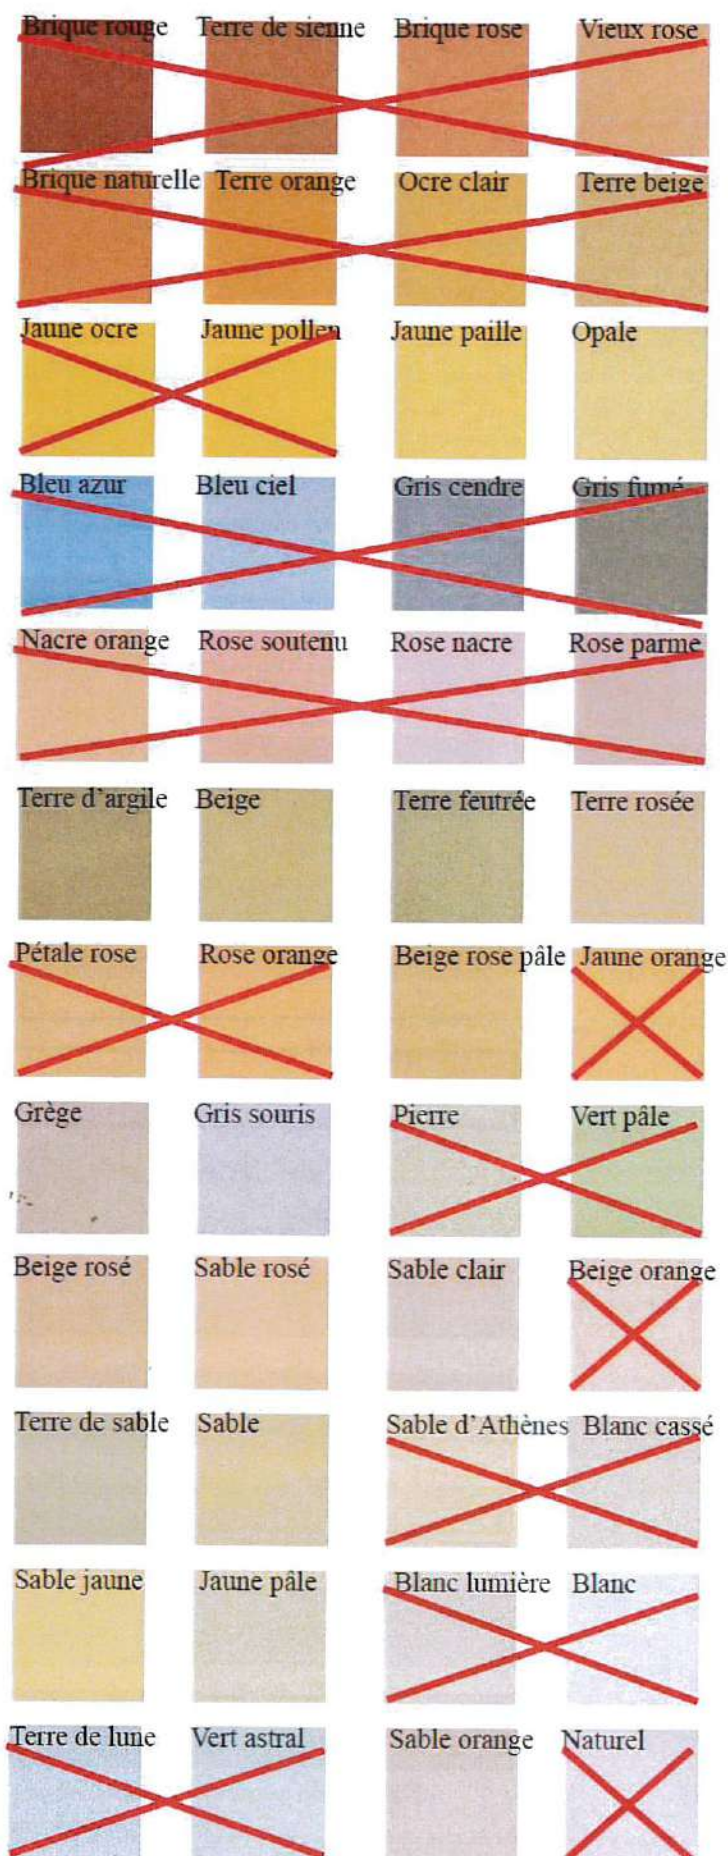 Brique rouge Terre de sienne Brique rose Vieux rose
Brique naturelle Terre orange Ocre clair Terre beige
Jaune ocre Jaune pollen Jaune paille Opale
Bleu azur Bleu ciel Gris cendre Gris fumé
Nacre orange Rose soutenu Rose nacre Rose parme
Terre d'argile Beige Terre feutrée Terre rosée
Pétale rose Rose orange Beige rose pâle Jaune orange
Grège Gris souris Pierre Vert pâle
Beige rosé Sable rosé Sable clair Beige orange
Terre de sable Sable Sable d'Athènes Blanc cassé
Sable jaune Jaune pâle Blanc lumière Blanc
Terre de lune Vert astral Sable orange Naturel